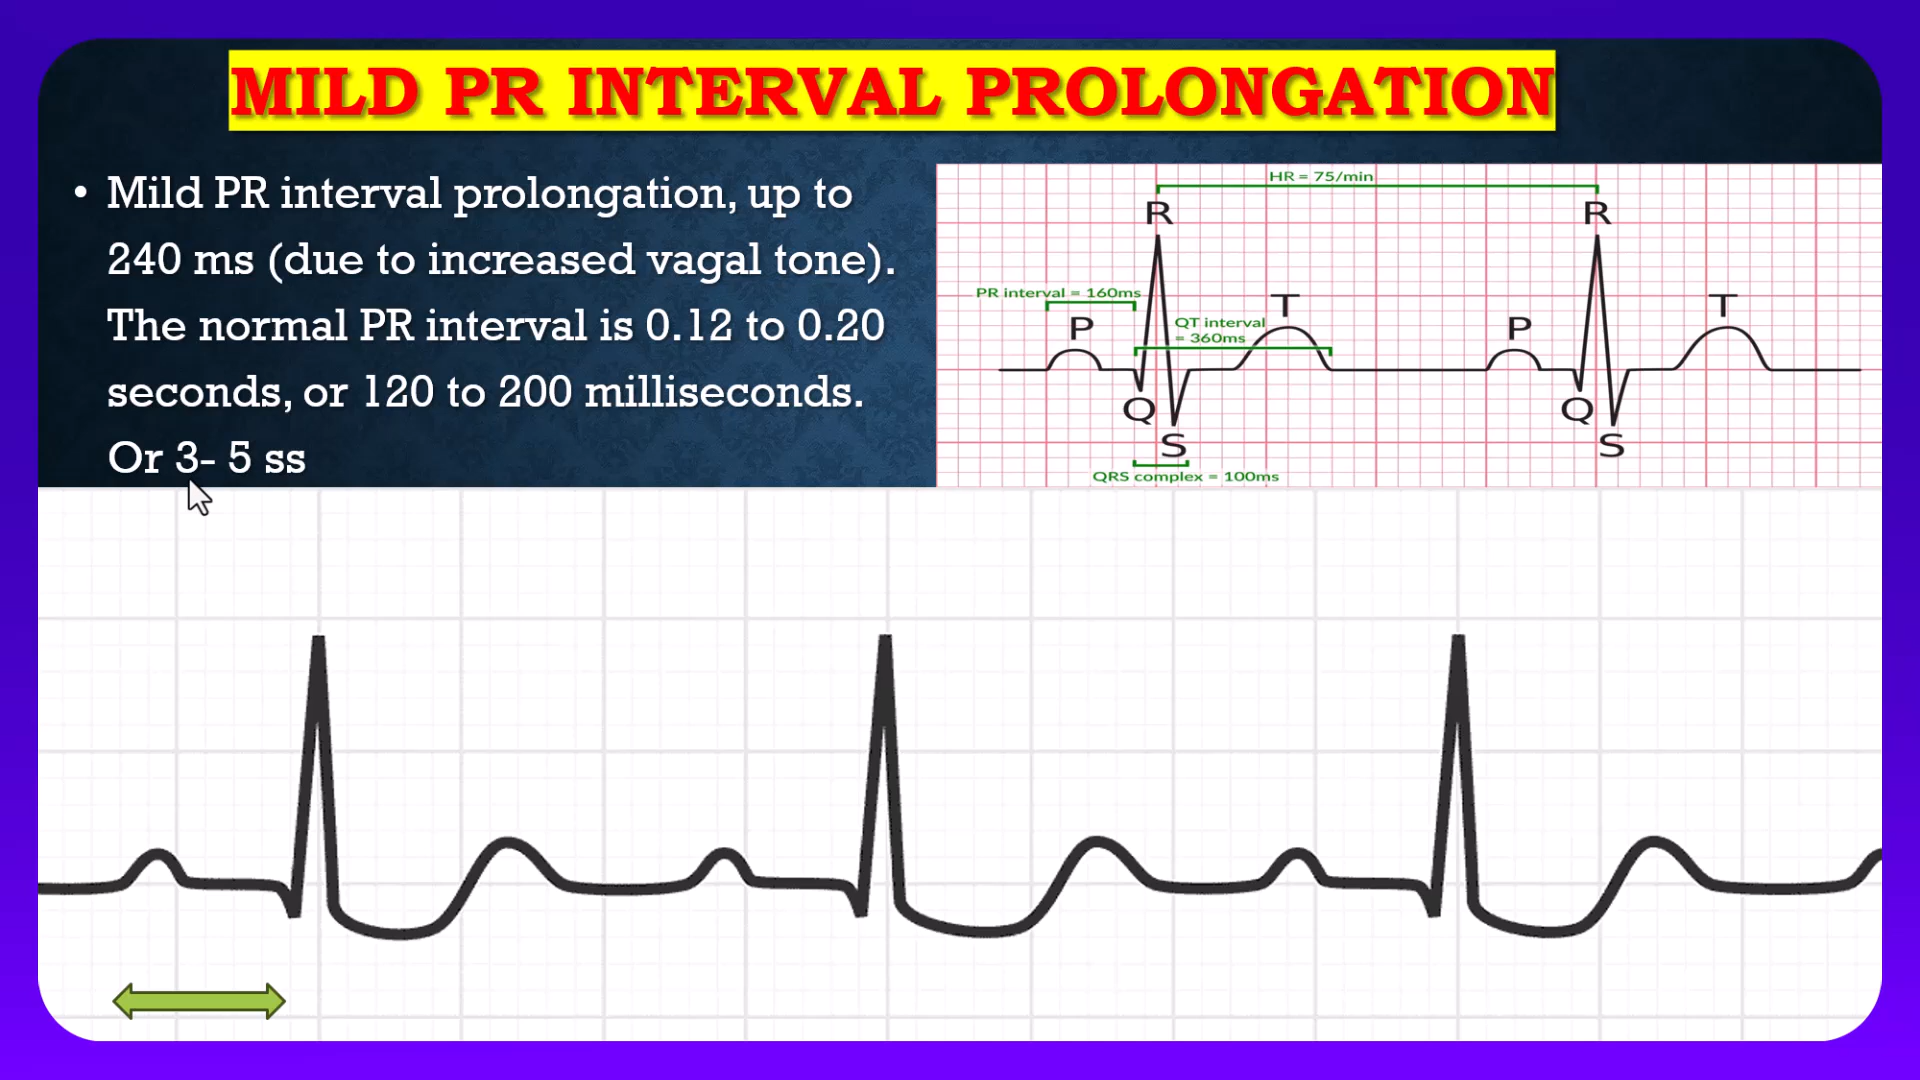 MILD PR INTERVAL PROLONGATION
• Mild PR interval prolongation, up to
240 ms (due to increased vagal tone).
The normal PR interval is 0.12 to 0.20
seconds, or 120 to 200 milliseconds.
Or 3- 5 ss
HR = 75/min
R
R
PR interval = 160ms
P
QT interval
= 360ms
T
P
T
Q
S
Q
S
QRS complex = 100ms